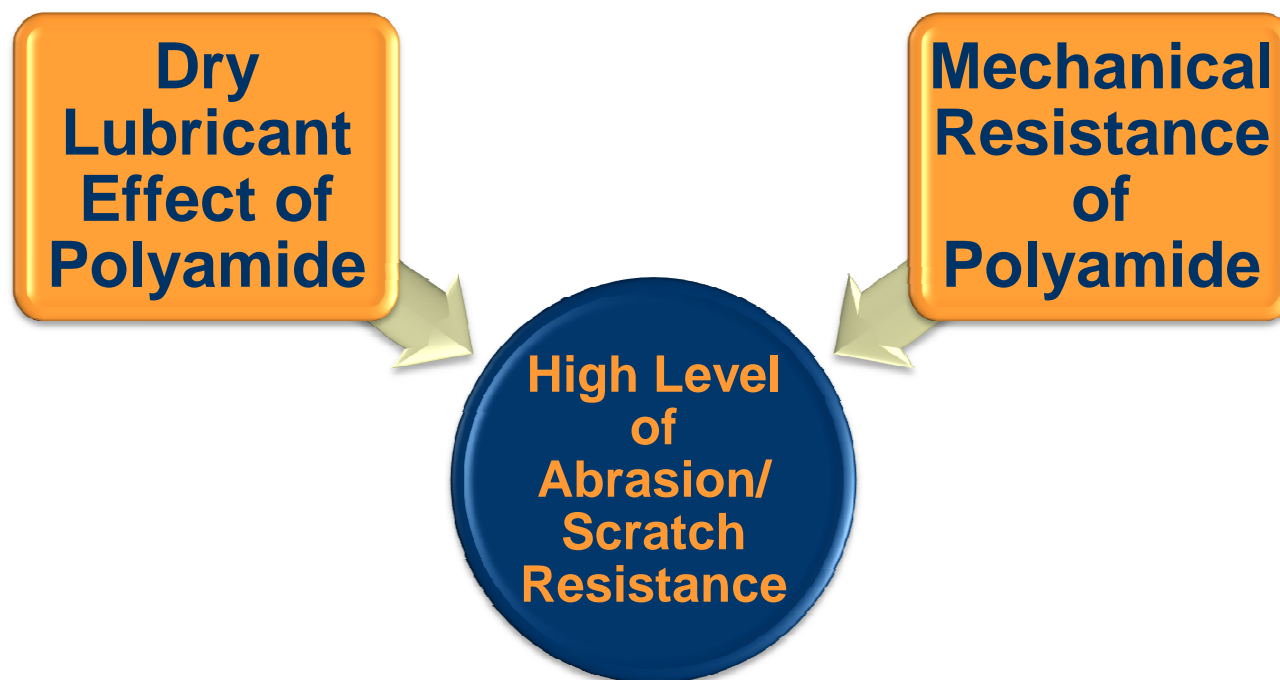 Dry
Lubricant
Effect of
Polyamide
Mechanical
Resistance
of
Polyamide
High Level
of
Abrasion/
Scratch
Resistance